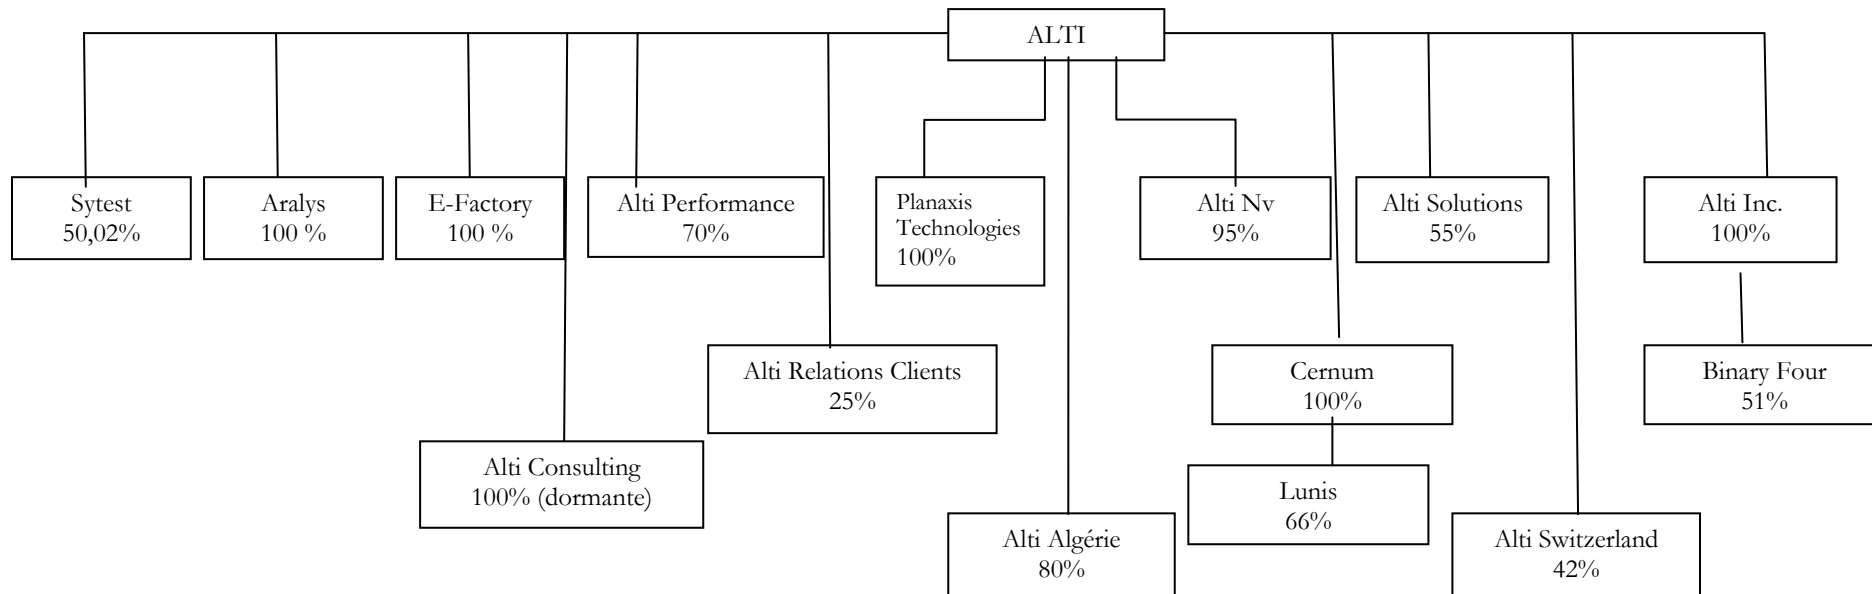 ALTI
Sytest
50,02%
Aralys
100 %
E-Factory
100 %
Alti Performance
70%
Planaxis
Technologies
100%
Alti Nv
95%
Alti Solutions
55%
Alti Inc.
100%
Alti Relations Clients
25%
Cernum
100%
Binary Four
51%
Alti Consulting
100% (dormante)
Lunis
66%
Alti Algérie
80%
Alti Switzerland
42%